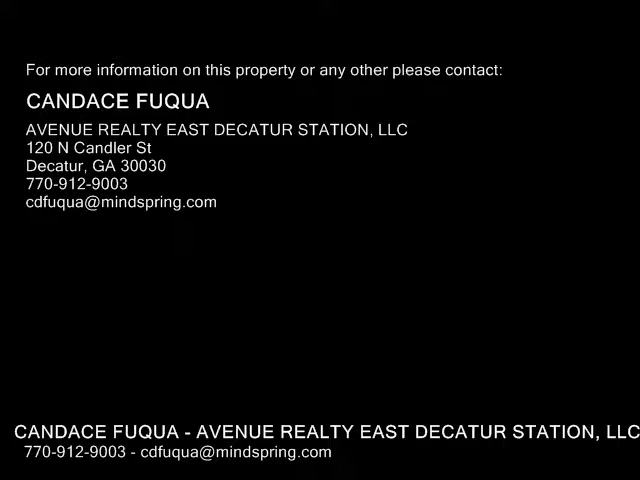 For more information on this property or any other please contact:
CANDACE FUQUA
AVENUE REALTY EAST DECATUR STATION, LLC
120 N Candler St
Decatur, GA 30030
770-912-9003
cdfuqua@mindspring.com
CANDACE FUQUA - AVENUE REALTY EAST DECATUR STATION, LLC
770-912-9003 - cdfuqua@mindspring.com